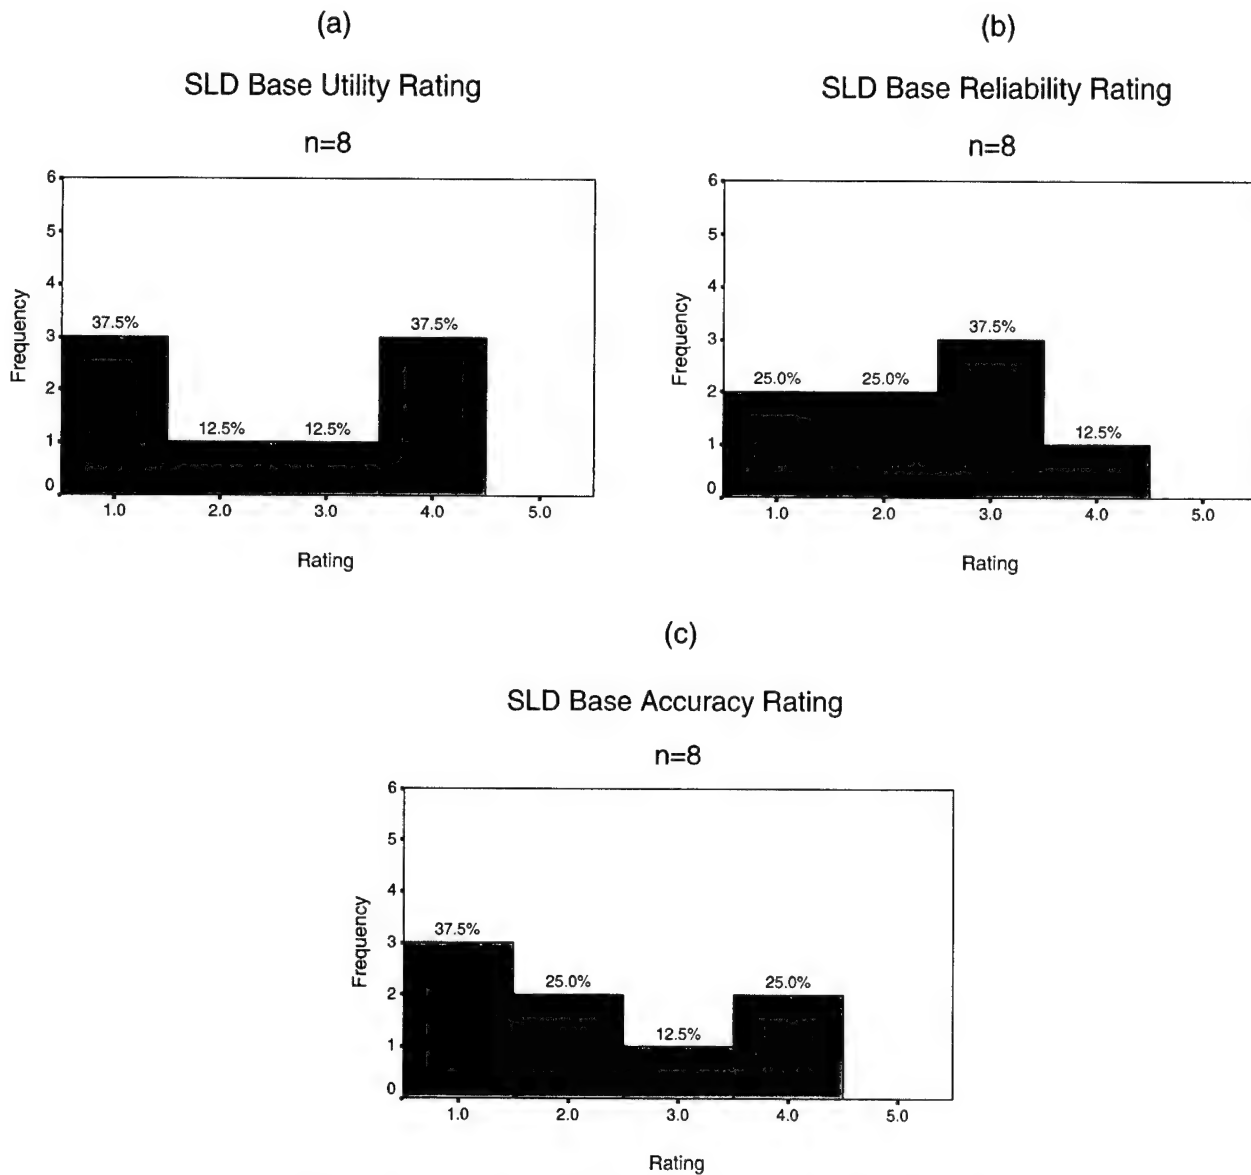 (a)
SLD Base Utility Rating
n=8
6
5
4
3
2
1
0
Frequency
37.5%
12.5%
12.5%
37.5%
1.0 2.0 3.0 4.0 5.0
Rating
(b)
SLD Base Reliability Rating
n=8
6
5
4
3
2
1
0
Frequency
25.0%
25.0%
37.5%
12.5%
1.0 2.0 3.0 4.0 5.0
Rating
(c)
SLD Base Accuracy Rating
n=8
6
5
4
3
2
1
0
Frequency
37.5%
25.0%
12.5%
25.0%
1.0 2.0 3.0 4.0 5.0
Rating